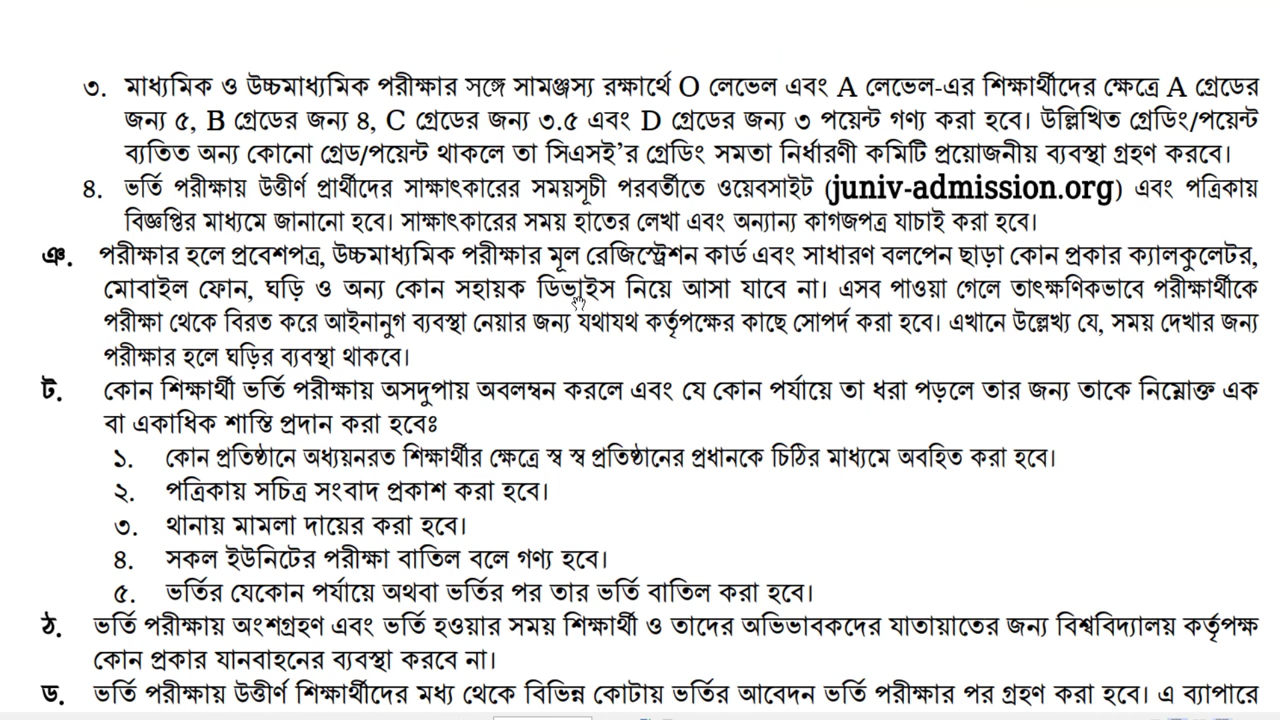 ৩. মাধ্যমিক ও উচ্চমাধ্যমিক পরীক্ষার সঙ্গে সামঞ্জস্য রক্ষার্থে O লেভেল এবং A লেভেল-এর শিক্ষার্থীদের ক্ষেত্রে A গ্রেডের
জন্য ৫, B গ্রেডের জন্য ৪, C গ্রেডের জন্য ৩.৫ এবং D গ্রেডের জন্য ৩ পয়েন্ট গণ্য করা হবে। উল্লিখিত গ্রেডিং/পয়েন্ট
ব্যতিত অন্য কোনো গ্রেড/পয়েন্ট থাকলে তা সিএসই'র গ্রেডিং সমতা নির্ধারণী কমিটি প্রয়োজনীয় ব্যবস্থা গ্রহণ করবে।
৪. ভর্তি পরীক্ষায় উত্তীর্ণ প্রার্থীদের সাক্ষাৎকারের সময়সূচী পরবর্তীতে ওয়েবসাইট (juniv-admission.org) এবং পত্রিকায়
বিজ্ঞপ্তির মাধ্যমে জানানো হবে। সাক্ষাৎকারের সময় হাতের লেখা এবং অন্যান্য কাগজপত্র যাচাই করা হবে।
ঞ. পরীক্ষার হলে প্রবেশপত্র, উচ্চমাধ্যমিক পরীক্ষার মূল রেজিস্ট্রেশন কার্ড এবং সাধারণ বলপেন ছাড়া কোন প্রকার ক্যালকুলেটর,
মোবাইল ফোন, ঘড়ি ও অন্য কোন সহায়ক ডিভাইস নিয়ে আসা যাবে না। এসব পাওয়া গেলে তাৎক্ষণিকভাবে পরীক্ষার্থীকে
পরীক্ষা থেকে বিরত করে আইনানুগ ব্যবস্থা নেয়ার জন্য যথাযথ কর্তৃপক্ষের কাছে সোপর্দ করা হবে। এখানে উল্লেখ্য যে, সময় দেখার জন্য
পরীক্ষার হলে ঘড়ির ব্যবস্থা থাকবে।
ট. কোন শিক্ষার্থী ভর্তি পরীক্ষায় অসদুপায় অবলম্বন করলে এবং যে কোন পর্যায়ে তা ধরা পড়লে তার জন্য তাকে নিম্নোক্ত এক
বা একাধিক শাস্তি প্রদান করা হবেঃ
১. কোন প্রতিষ্ঠানে অধ্যয়নরত শিক্ষার্থীর ক্ষেত্রে স্ব স্ব প্রতিষ্ঠানের প্রধানকে চিঠির মাধ্যমে অবহিত করা হবে।
২. পত্রিকায় সচিত্র সংবাদ প্রকাশ করা হবে।
৩. থানায় মামলা দায়ের করা হবে।
৪. সকল ইউনিটের পরীক্ষা বাতিল বলে গণ্য হবে।
৫. ভর্তির যেকোন পর্যায়ে অথবা ভর্তির পর তার ভর্তি বাতিল করা হবে।
ঠ. ভর্তি পরীক্ষায় অংশগ্রহণ এবং ভর্তি হওয়ার সময় শিক্ষার্থী ও তাদের অভিভাবকদের যাতায়াতের জন্য বিশ্ববিদ্যালয় কর্তৃপক্ষ
কোন প্রকার যানবাহনের ব্যবস্থা করবে না।
ড. ভর্তি পরীক্ষায় উত্তীর্ণ শিক্ষার্থীদের মধ্য থেকে বিভিন্ন কোটায় ভর্তির আবেদন ভর্তি পরীক্ষার পর গ্রহণ করা হবে। এ ব্যাপারে